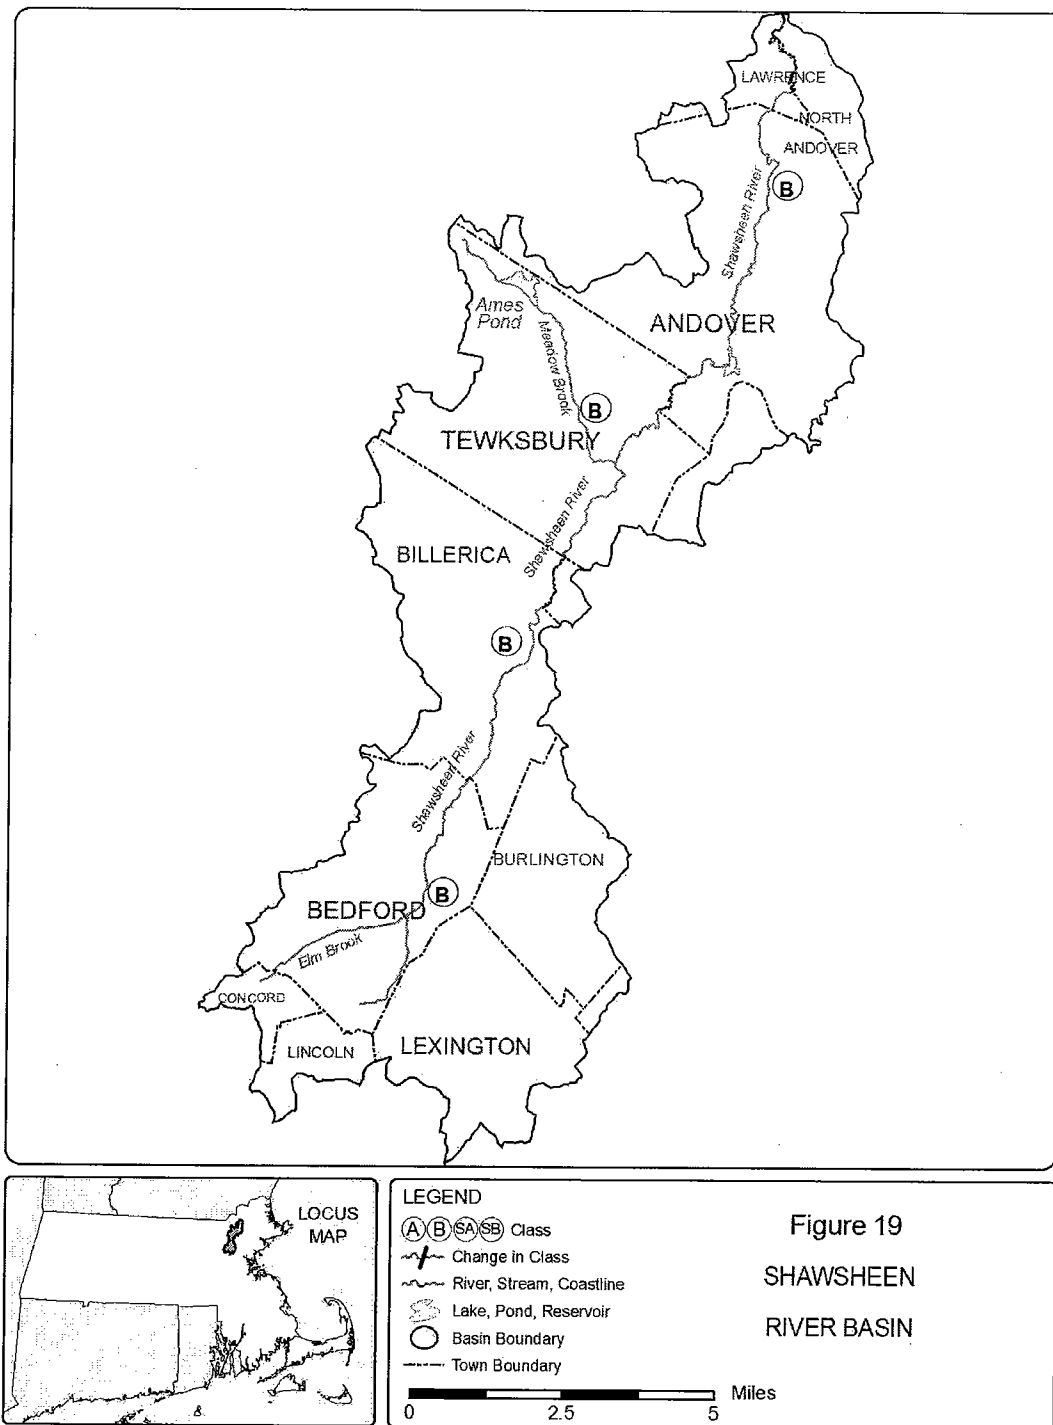 LAWRENCE
NORTH
ANDOVER
B
Shawsheen River
Ames
Pond
ANDOVER
Meadow Brook
B
TEWKSBURY
Shawsheen River
BILLERICA
B
Shawsheen River
BURLINGTON
B
BEDFORD
Elm Brook
CONCORD
LINCOLN
LEXINGTON
LOCUS
MAP
LEGEND
A B SA SB Class
Change in Class
River, Stream, Coastline
Lake, Pond, Reservoir
Basin Boundary
Town Boundary
Miles
0 2.5 5
Figure 19
SHAWSHEEN
RIVER BASIN